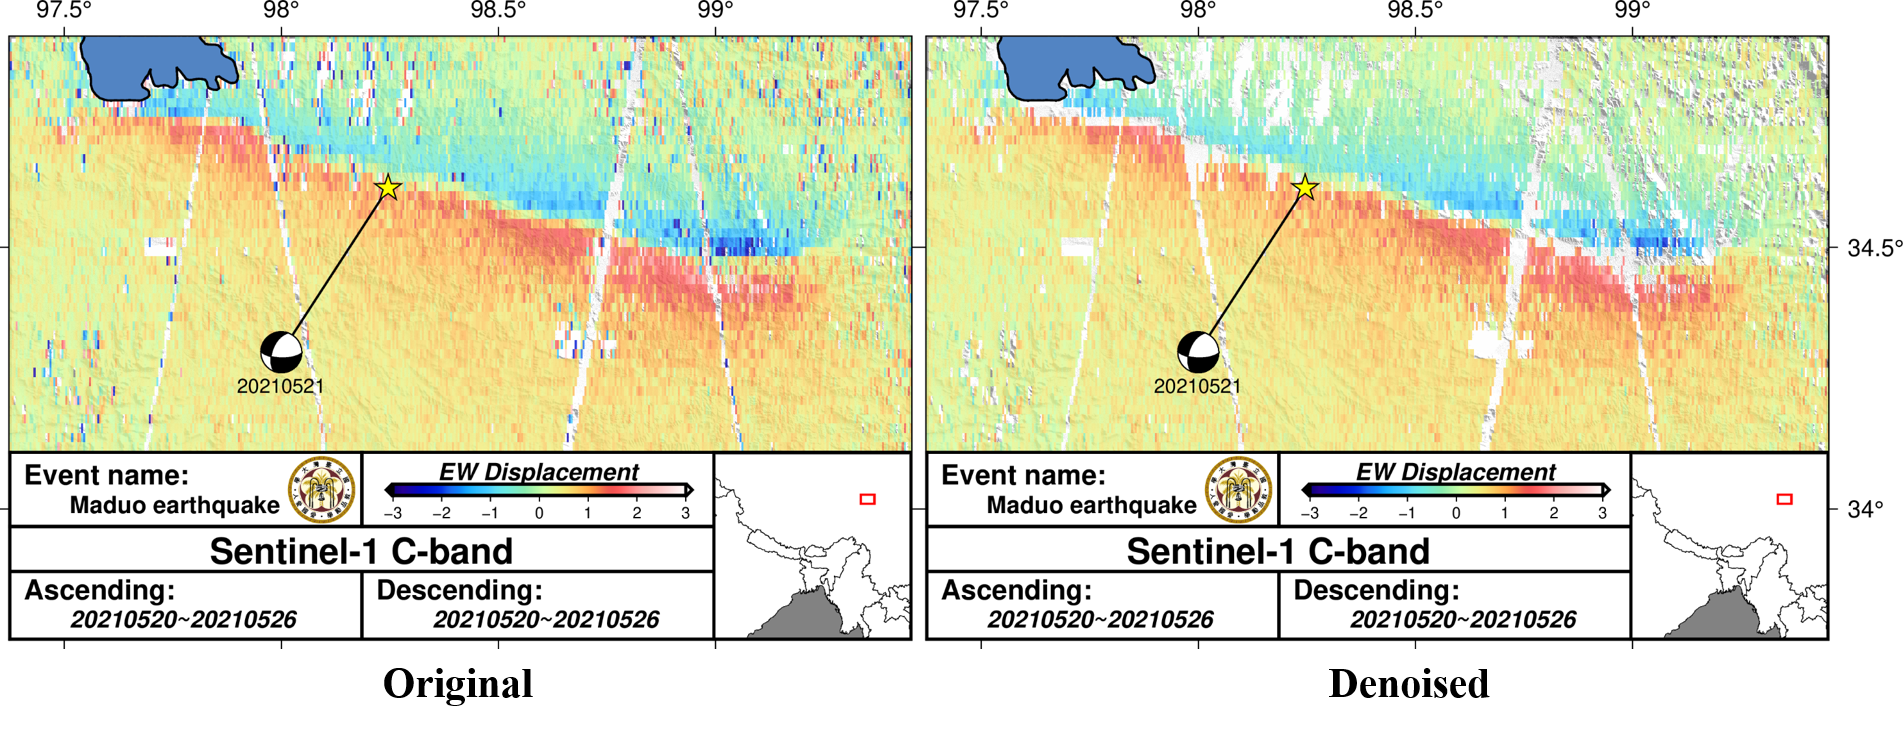 97.5° 98° 98.5° 99° 97.5° 98° 98.5° 99°
34.5°
34°
20210521
20210521
Event name:
Maduo earthquake
EW Displacement
−3 −2 −1 0 1 2 3
Sentinel-1 C-band
Ascending:
20210520~20210526
Descending:
20210520~20210526
Event name:
Maduo earthquake
EW Displacement
−3 −2 −1 0 1 2 3
Sentinel-1 C-band
Ascending:
20210520~20210526
Descending:
20210520~20210526
Original
Denoised